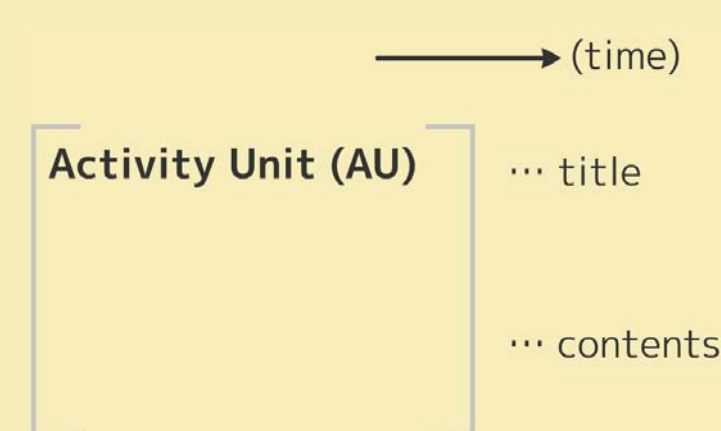 (time)
Activity Unit (AU)
… title
… contents